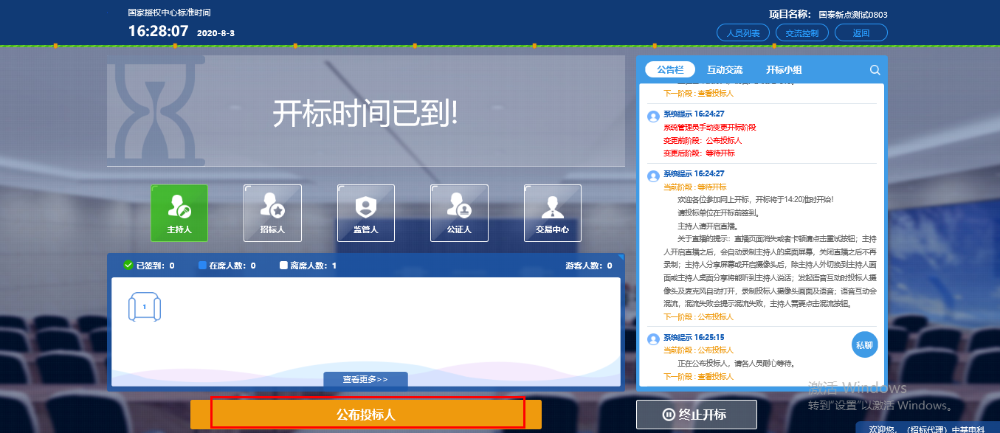 国家授权中心标准时间
16:28:07 2020-8-3
项目名称： 国泰新点测试0803
人员列表 交流控制 返回
开标时间已到!
主持人 招标人 监管人 公证人 交易中心
已签到：0 在席人数：0 离席人数：1 游客人数：0
1
查看更多>>
公布投标人
公告栏 互动交流 开标小组
下一阶段 : 查看投标人
系统提示 16:24:27
系统管理员手动变更开标阶段
变更前阶段：公布投标人
变更后阶段：等待开标
系统提示 16:24:27
当前阶段 : 等待开标
欢迎各位参加网上开标，开标将于14:20准时开始!
请投标单位在开标前签到。
主持人请开启直播。
关于直播的提示：直播页面消失或者卡顿请点击重试按钮；主持
人开启直播之后，会自动录制主持人的桌面屏幕，关闭直播之后不再
录制；主持人分享屏幕或开启摄像头后，除主持人外切换到主持人画
面或主持人桌面分享将能听到主持人说话；发起语音互动时投标人摄
像头及麦克风自动打开，录制投标人摄像头画面及语音；语音互动会
混流，混流失败会提示混流失败，主持人需要点击混流按钮。
下一阶段 : 公布投标人
系统提示 16:25:15
当前阶段 : 公布投标人
正在公布投标人，请各人员耐心等待。
下一阶段 : 查看投标人
私聊
终止开标
激活 Windows
转到"设置"以激活 Windows。
欢迎您，（招标代理）中基电科